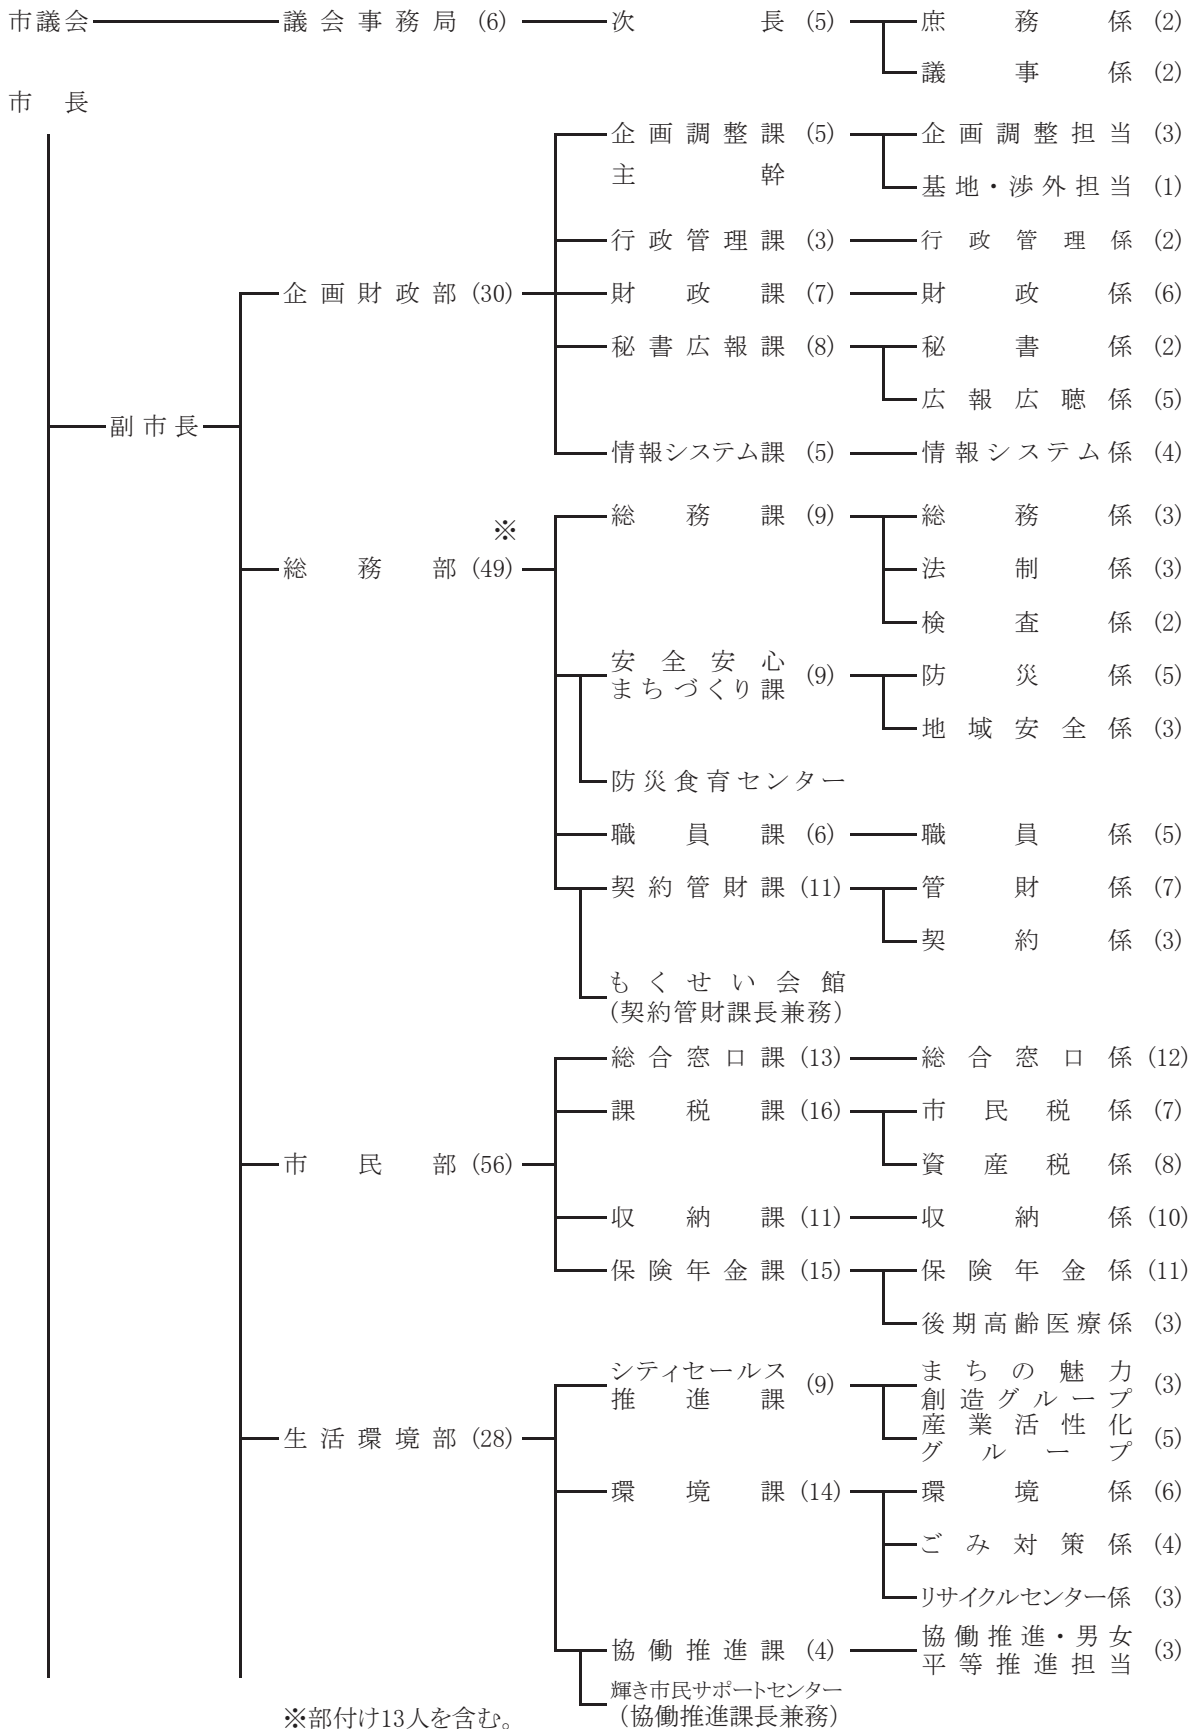 市議会 議会事務局 (6) 次長 (5) 庶務係 (2)
議事係 (2)
市長
企画調整課 (5) 企画調整担当 (3)
主幹
基地・渉外担当 (1)
行政管理課 (3) 行政管理係 (2)
企画財政部 (30) 財政課 (7) 財政係 (6)
秘書広報課 (8) 秘書係 (2)
広報広聴係 (5)
副市長
情報システム課 (5) 情報システム係 (4)
総務課 (9) 総務係 (3)
※
総務部 (49) 法制係 (3)
検査係 (2)
安全安心
まちづくり課 (9) 防災係 (5)
地域安全係 (3)
防災食育センター
職員課 (6) 職員係 (5)
契約管財課 (11) 管財係 (7)
契約係 (3)
もくせい会館
(契約管財課長兼務)
総合窓口課 (13) 総合窓口係 (12)
課税課 (16) 市民税係 (7)
市民部 (56) 資産税係 (8)
収納課 (11) 収納係 (10)
保険年金課 (15) 保険年金係 (11)
後期高齢医療係 (3)
シティセールス
推進課 (9) まちの魅力
創造グループ (3)
生活環境部 (28) 産業活性化
グループ (5)
環境課 (14) 環境係 (6)
ごみ対策係 (4)
リサイクルセンター係 (3)
協働推進課 (4) 協働推進・男女
平等推進担当 (3)
輝き市民サポートセンター
(協働推進課長兼務)
※部付け13人を含む。